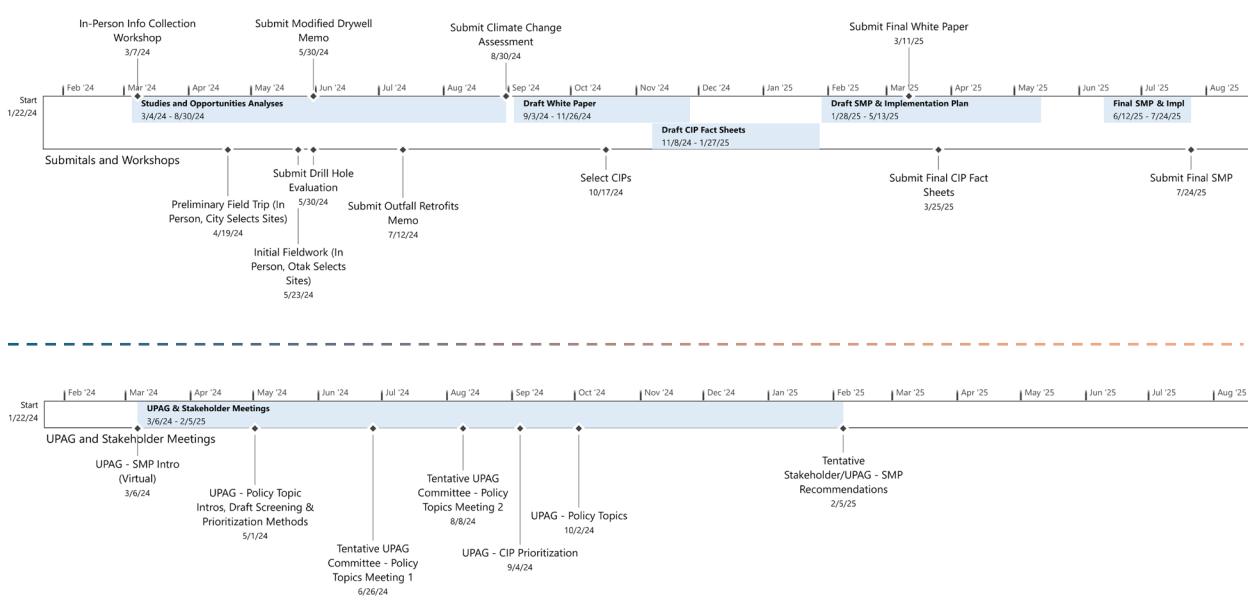 In-Person Info Collection
Workshop
3/7/24
Submit Modified Drywell
Memo
5/30/24
Submit Climate Change
Assessment
8/30/24
Submit Final White Paper
3/11/25
Feb '24
Mar '24
Apr '24
May '24
Jun '24
Jul '24
Aug '24
Sep '24
Oct '24
Nov '24
Dec '24
Jan '25
Feb '25
Mar '25
Apr '25
May '25
Jun '25
Jul '25
Aug '25
Start
1/22/24
Studies and Opportunities Analyses
3/4/24 - 8/30/24
Draft White Paper
9/3/24 - 11/26/24
Draft SMP & Implementation Plan
1/28/25 - 5/13/25
Final SMP & Impl
6/12/25 - 7/24/25
Draft CIP Fact Sheets
11/8/24 - 1/27/25
Submitals and Workshops
Preliminary Field Trip (In
Person, City Selects Sites)
4/19/24
Submit Drill Hole
Evaluation
5/30/24
Initial Fieldwork (In
Person, Otak Selects
Sites)
5/23/24
Submit Outfall Retrofits
Memo
7/12/24
Select CIPs
10/17/24
Submit Final CIP Fact
Sheets
3/25/25
Submit Final SMP
7/24/25
Feb '24
Mar '24
Apr '24
May '24
Jun '24
Jul '24
Aug '24
Sep '24
Oct '24
Nov '24
Dec '24
Jan '25
Feb '25
Mar '25
Apr '25
May '25
Jun '25
Jul '25
Aug '25
Start
1/22/24
UPAG & Stakeholder Meetings
3/6/24 - 2/5/25
UPAG and Stakeholder Meetings
UPAG - SMP Intro
(Virtual)
3/6/24
UPAG - Policy Topic
Intros, Draft Screening &
Prioritization Methods
5/1/24
Tentative UPAG
Committee - Policy
Topics Meeting 1
6/26/24
Tentative UPAG
Committee - Policy
Topics Meeting 2
8/8/24
UPAG - CIP Prioritization
9/4/24
UPAG - Policy Topics
10/2/24
Tentative
Stakeholder/UPAG - SMP
Recommendations
2/5/25